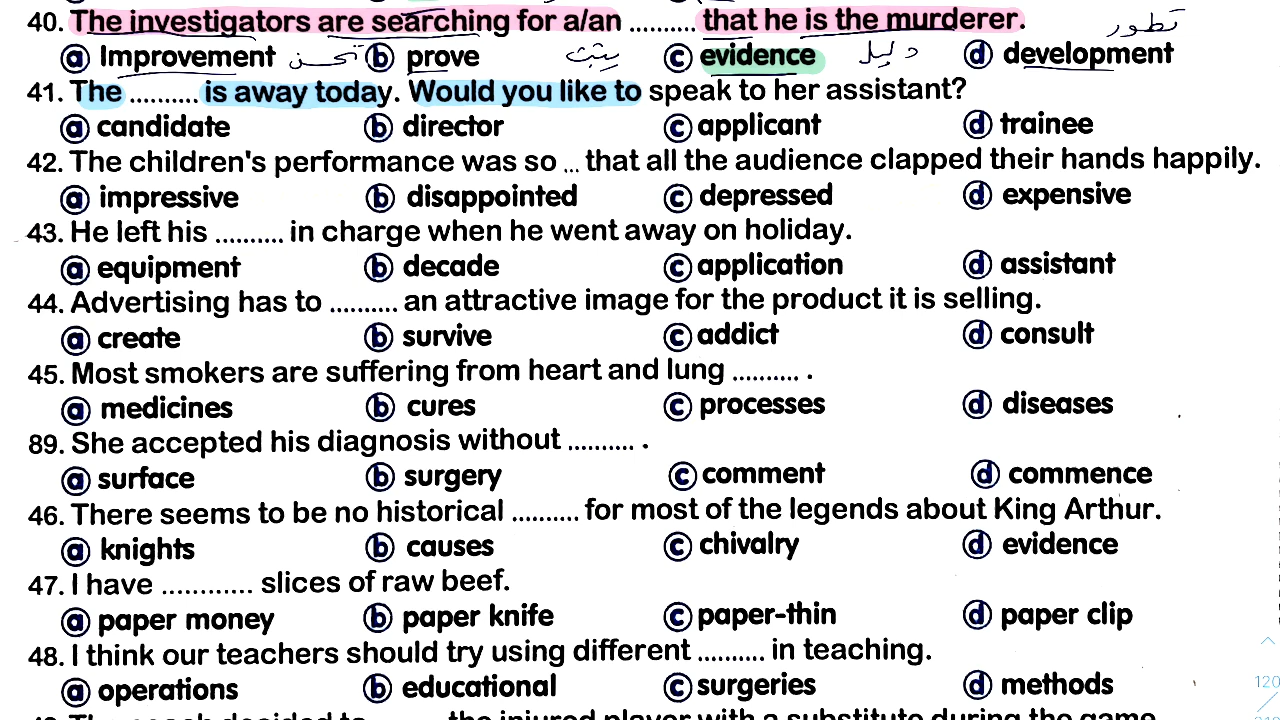 40. The investigators are searching for a/an .......... that he is the murderer.
تطور
ⓐ Improvement تحسن ⓑ prove يثبت ⓒ evidence دليل ⓓ development
41. The .......... is away today. Would you like to speak to her assistant?
ⓐ candidate ⓑ director ⓒ applicant ⓓ trainee
42. The children's performance was so ... that all the audience clapped their hands happily.
ⓐ impressive ⓑ disappointed ⓒ depressed ⓓ expensive
43. He left his .......... in charge when he went away on holiday.
ⓐ equipment ⓑ decade ⓒ application ⓓ assistant
44. Advertising has to .......... an attractive image for the product it is selling.
ⓐ create ⓑ survive ⓒ addict ⓓ consult
45. Most smokers are suffering from heart and lung .......... .
ⓐ medicines ⓑ cures ⓒ processes ⓓ diseases
89. She accepted his diagnosis without .......... .
ⓐ surface ⓑ surgery ⓒ comment ⓓ commence
46. There seems to be no historical .......... for most of the legends about King Arthur.
ⓐ knights ⓑ causes ⓒ chivalry ⓓ evidence
47. I have ............ slices of raw beef.
ⓐ paper money ⓑ paper knife ⓒ paper-thin ⓓ paper clip
48. I think our teachers should try using different .......... in teaching.
ⓐ operations ⓑ educational ⓒ surgeries ⓓ methods
120
the injured player with a substitute during the game